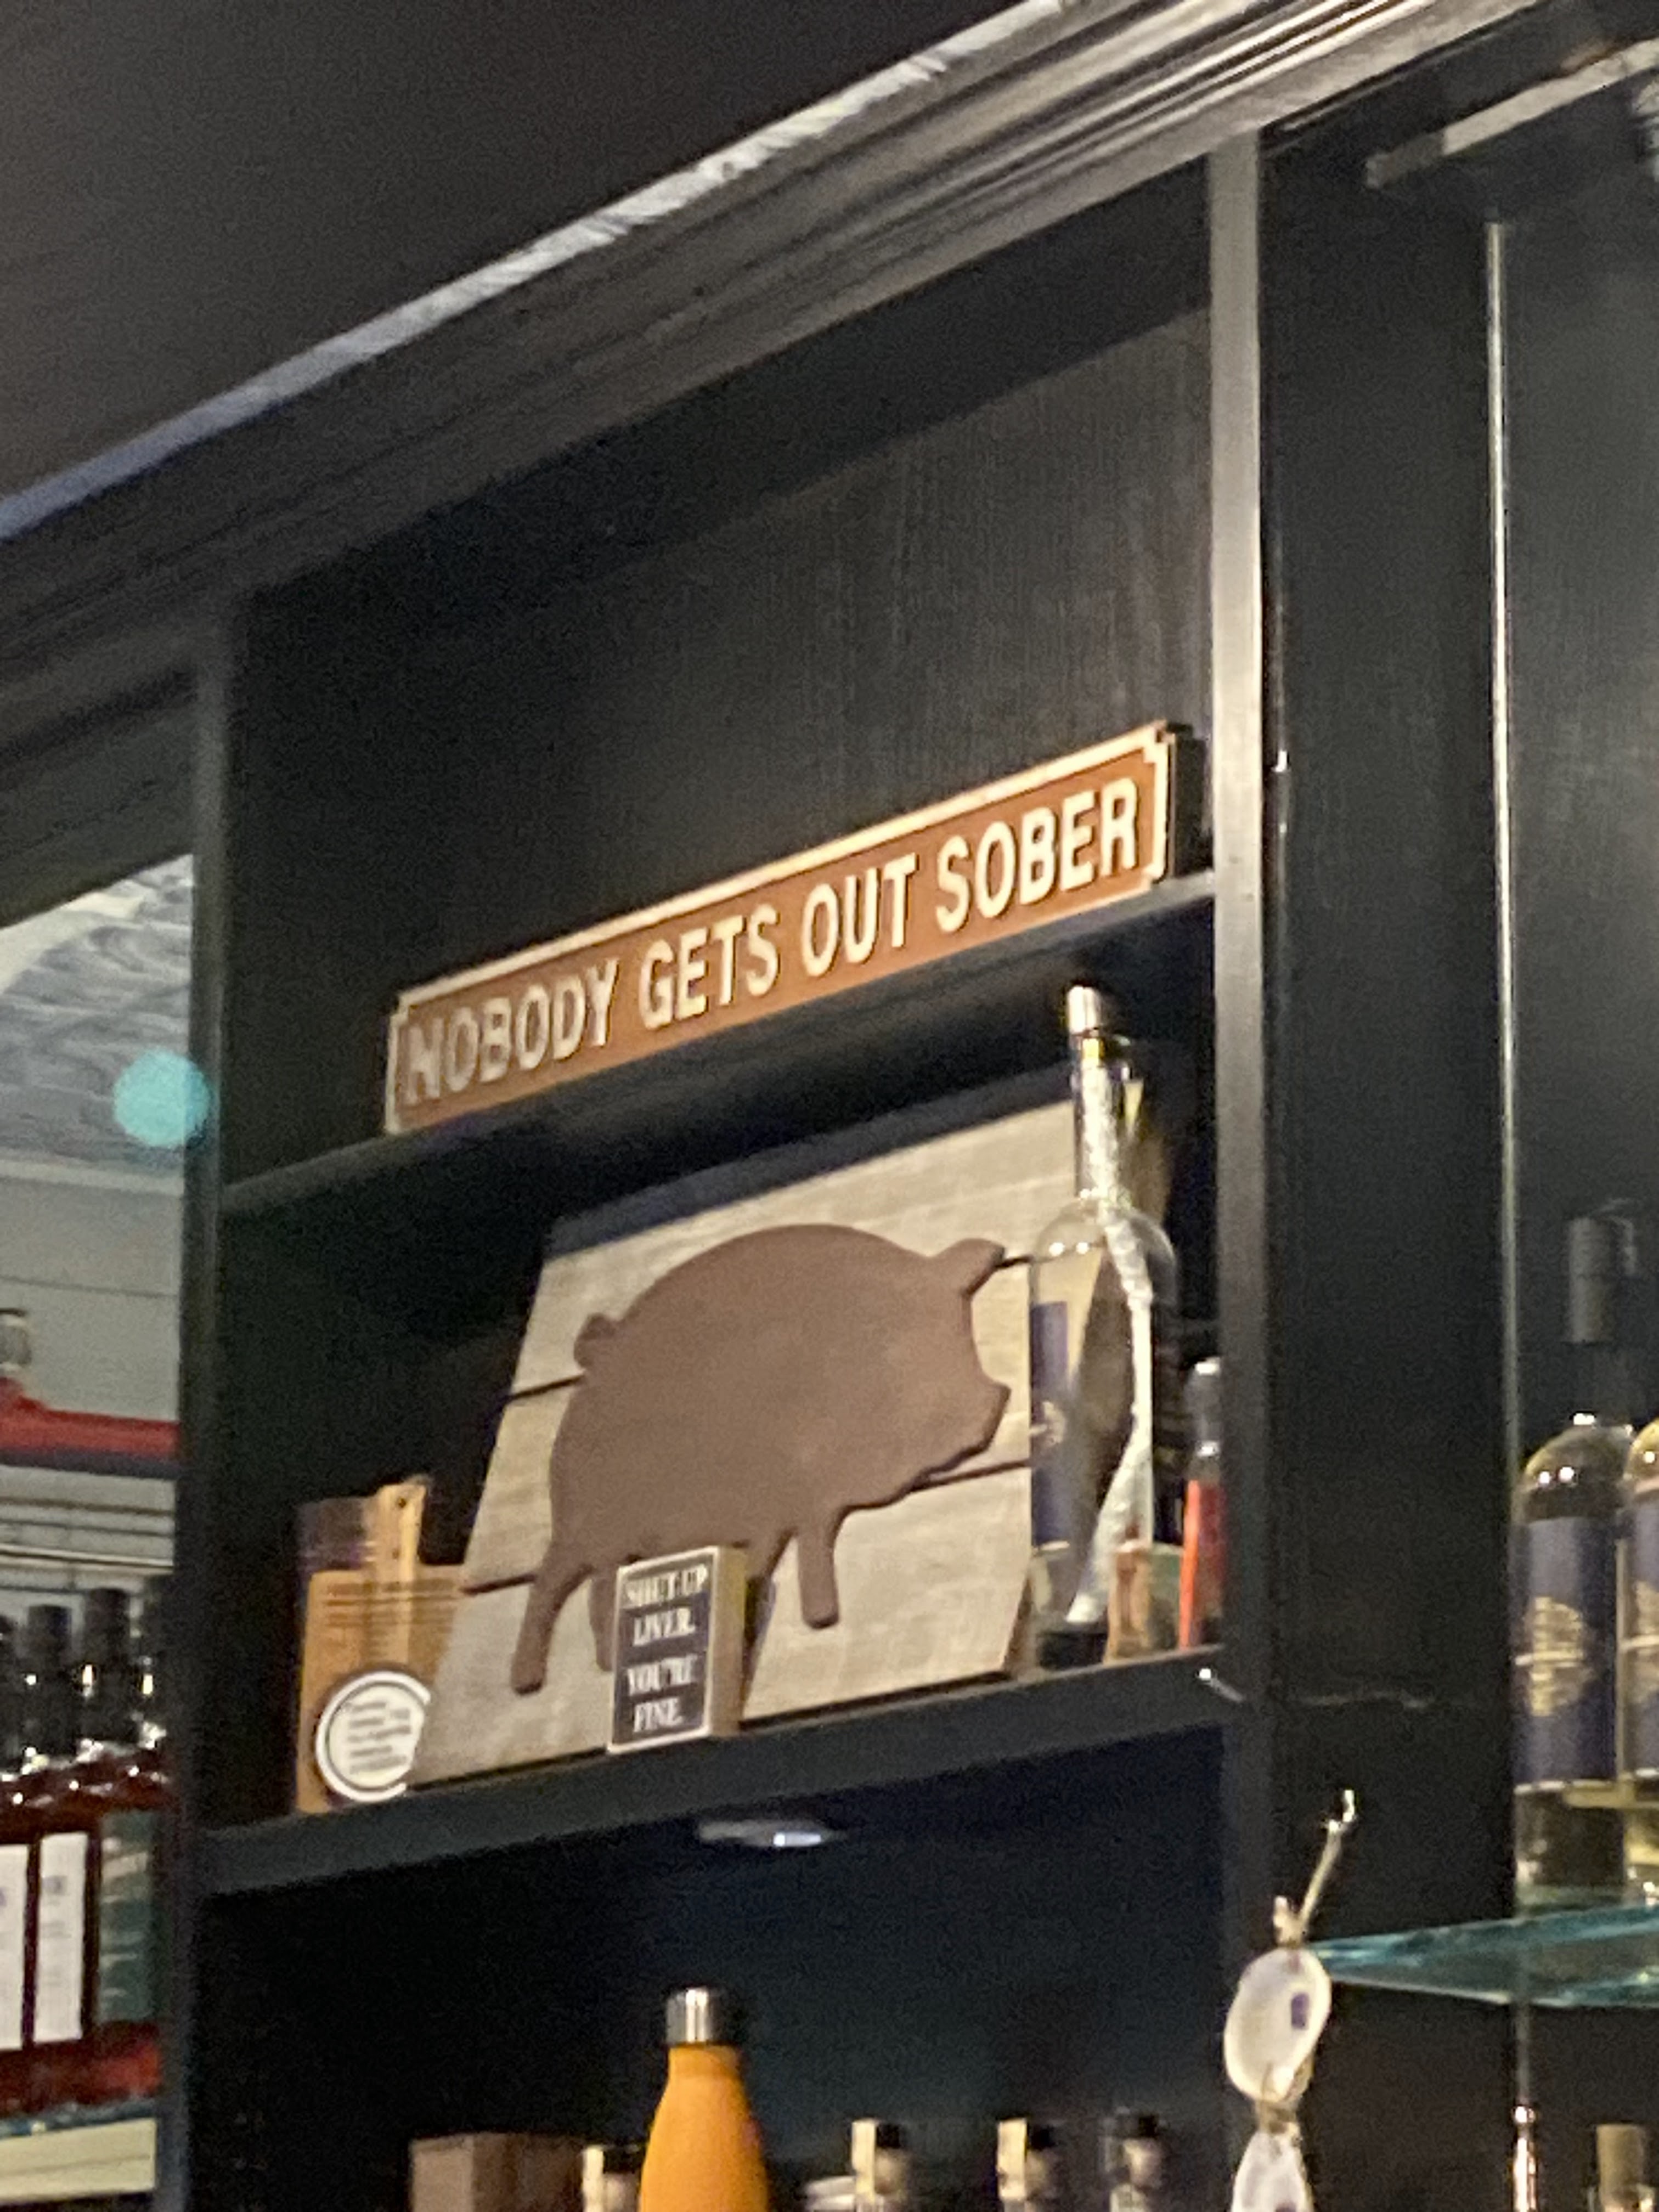 NOBODY GETS OUT SOBER
SHUT UP
LIVER.
YOU'RE
FINE.